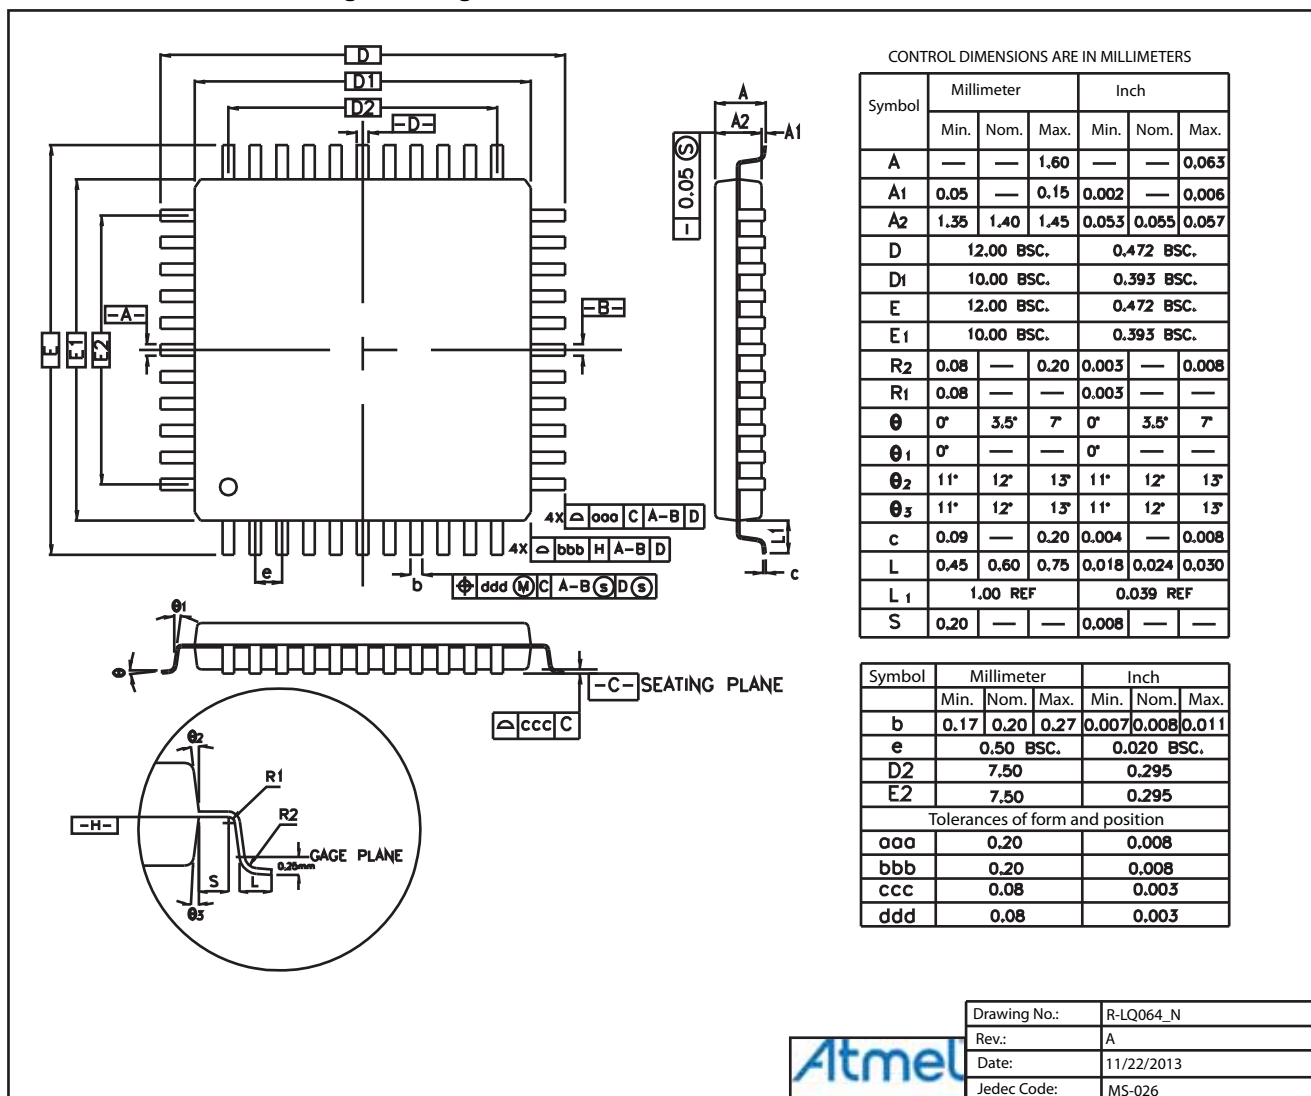 D
D1
D2
-D-
E
E1
E2
-A-
-B-
A
A2
A1
0.05 S
4X aaa C A-B D
4X bbb H A-B D
e
b
ddd M C A-B S D S
L1
c
θ1
θ
-C- SEATING PLANE
ccc C
θ2
R1
R2
-H-
GAGE PLANE
0.25mm
S
L
θ3
CONTROL DIMENSIONS ARE IN MILLIMETERS
Symbol Millimeter Inch
Min. Nom. Max. Min. Nom. Max.
A — — 1.60 — — 0.063
A1 0.05 — 0.15 0.002 — 0.006
A2 1.35 1.40 1.45 0.053 0.055 0.057
D 12.00 BSC. 0.472 BSC.
D1 10.00 BSC. 0.393 BSC.
E 12.00 BSC. 0.472 BSC.
E1 10.00 BSC. 0.393 BSC.
R2 0.08 — 0.20 0.003 — 0.008
R1 0.08 — — 0.003 — —
θ 0° 3.5° 7° 0° 3.5° 7°
θ1 0° — — 0° — —
θ2 11° 12° 13° 11° 12° 13°
θ3 11° 12° 13° 11° 12° 13°
c 0.09 — 0.20 0.004 — 0.008
L 0.45 0.60 0.75 0.018 0.024 0.030
L1 1.00 REF 0.039 REF
S 0.20 — — 0.008 — —
Symbol Millimeter Inch
Min. Nom. Max. Min. Nom. Max.
b 0.17 0.20 0.27 0.007 0.008 0.011
e 0.50 BSC. 0.020 BSC.
D2 7.50 0.295
E2 7.50 0.295
Tolerances of form and position
aaa 0.20 0.008
bbb 0.20 0.008
ccc 0.08 0.003
ddd 0.08 0.003
Atmel
Drawing No.: R-LQ064_N
Rev.: A
Date: 11/22/2013
Jedec Code: MS-026